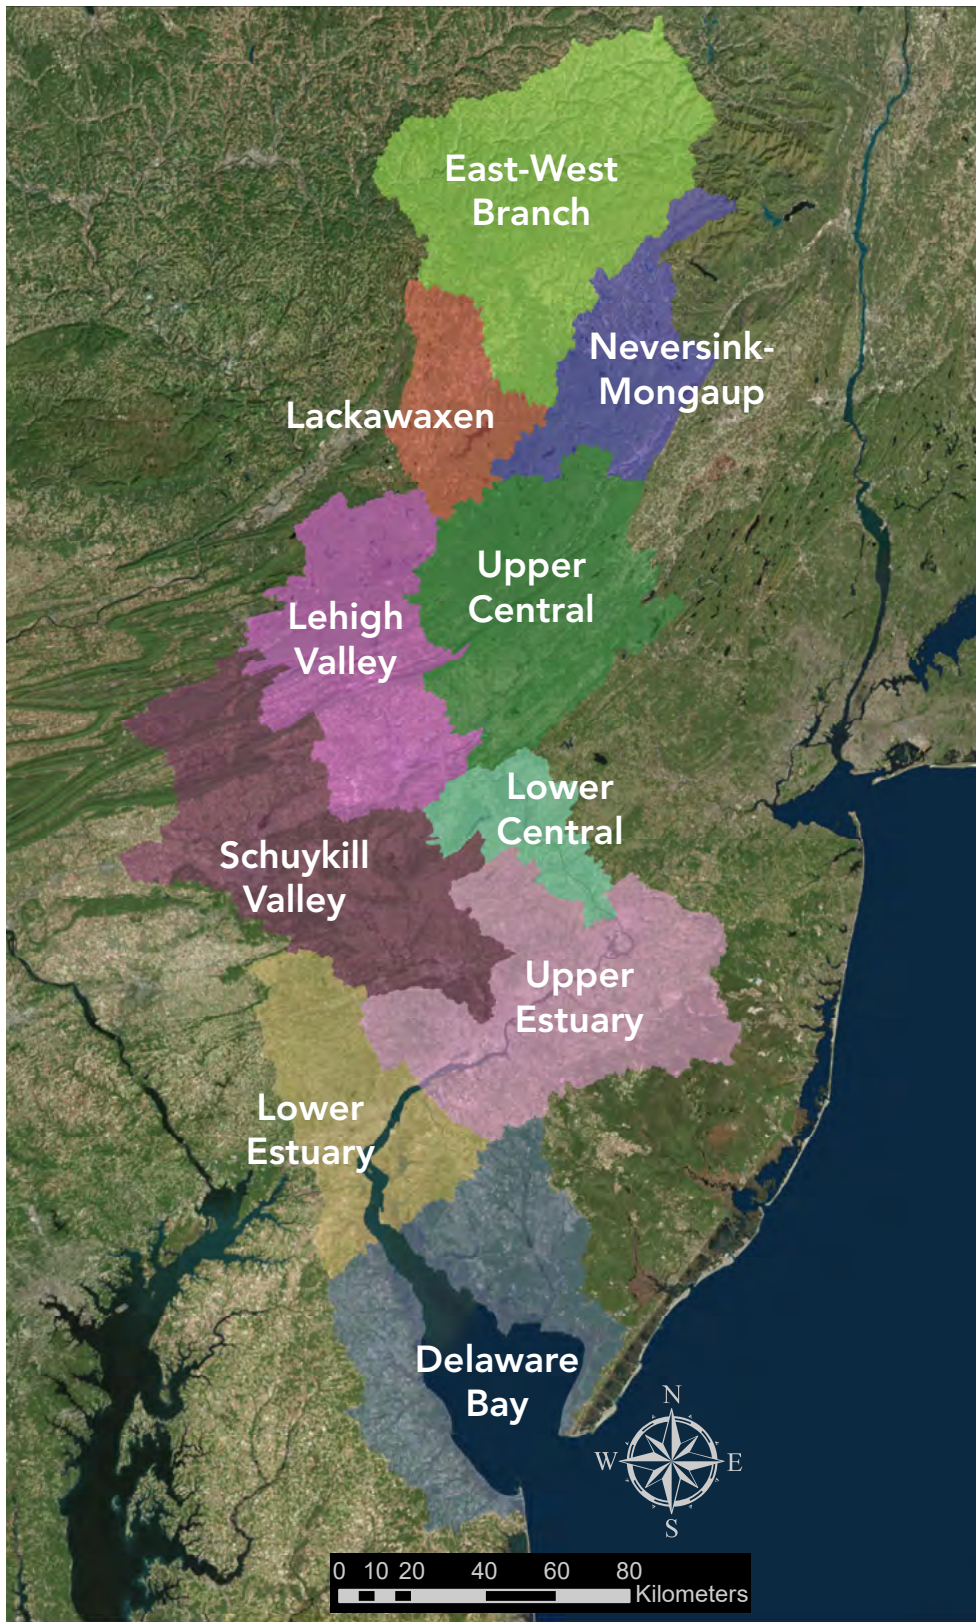 East-West
Branch
Neversink-
Mongaup
Lackawaxen
Upper
Central
Lehigh
Valley
Lower
Central
Schuykill
Valley
Upper
Estuary
Lower
Estuary
Delaware
Bay
N
W E
S
0 10 20 40 60 80
Kilometers